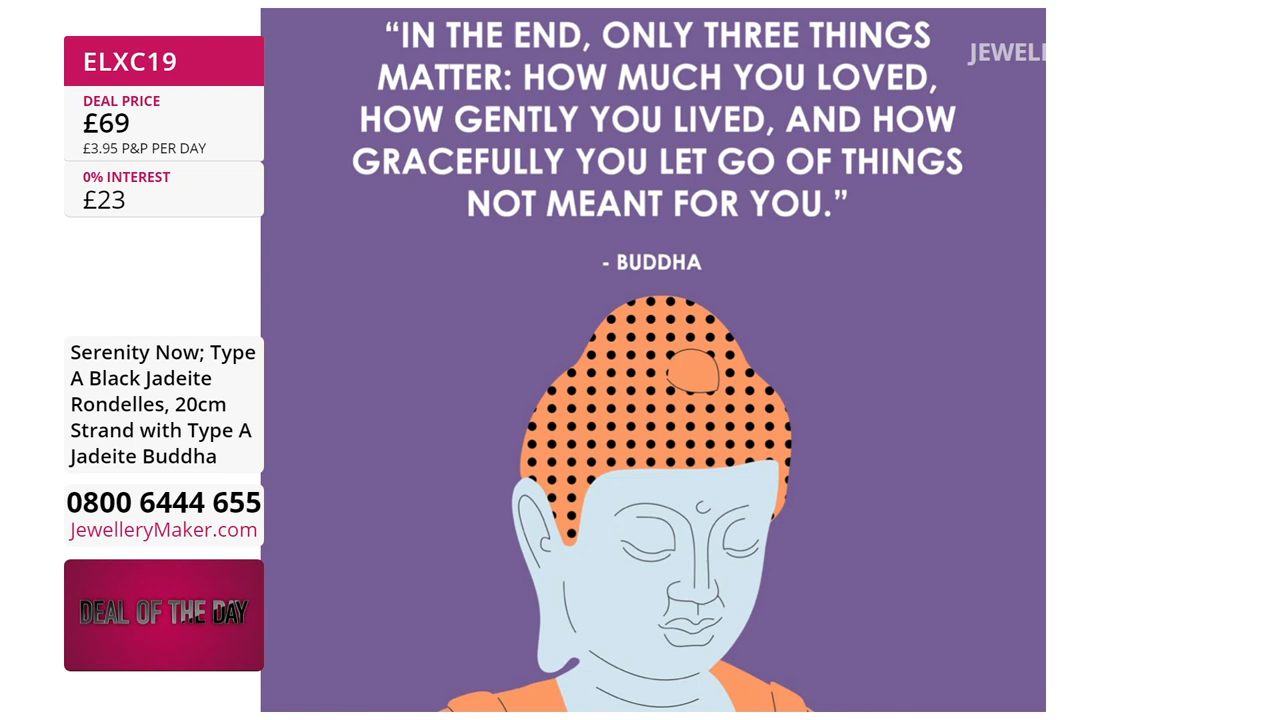 ELXC19
DEAL PRICE
£69
£3.95 P&P PER DAY
0% INTEREST
£23
Serenity Now; Type
A Black Jadeite
Rondelles, 20cm
Strand with Type A
Jadeite Buddha
0800 6444 655
JewelleryMaker.com
DEAL OF THE DAY
“IN THE END, ONLY THREE THINGS
MATTER: HOW MUCH YOU LOVED,
HOW GENTLY YOU LIVED, AND HOW
GRACEFULLY YOU LET GO OF THINGS
NOT MEANT FOR YOU.”
- BUDDHA
JEWELL